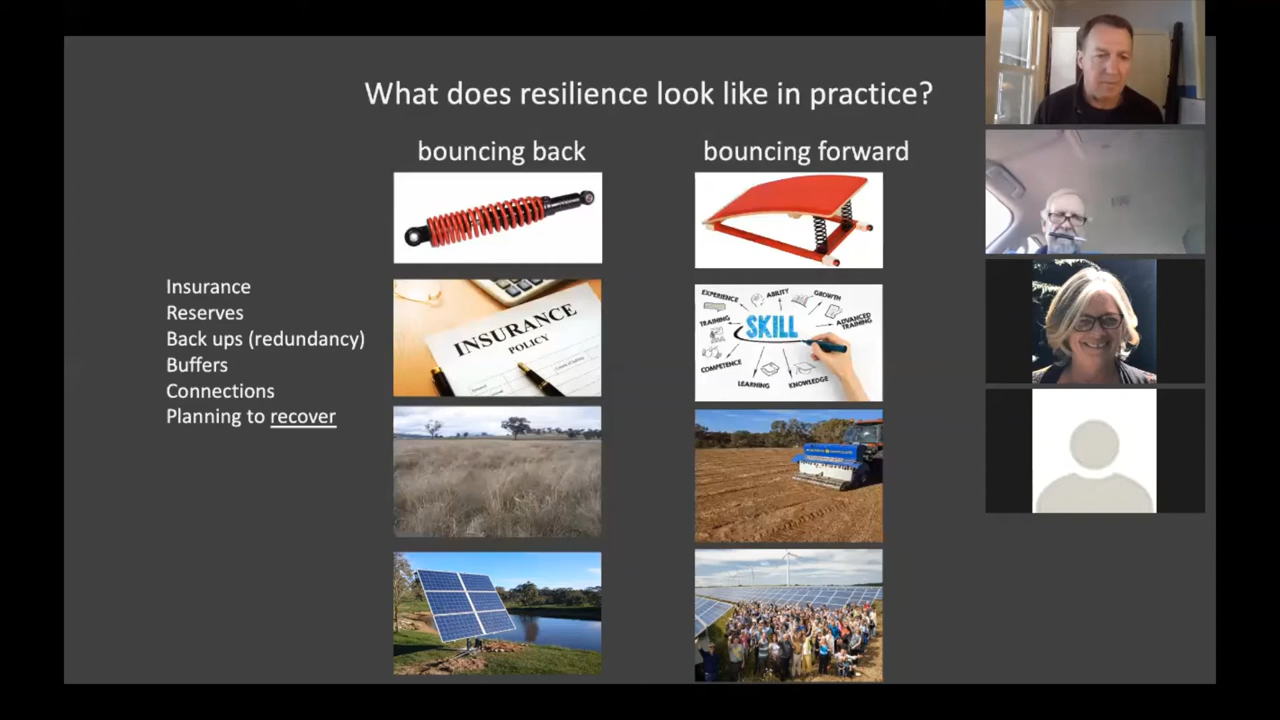 What does resilience look like in practice?
bouncing back
bouncing forward
Insurance
Reserves
Back ups (redundancy)
Buffers
Connections
Planning to recover
INSURANCE
POLICY
EXPERIENCE
ABILITY
GROWTH
TRAINING
SKILL
ADVANCED
TRAINING
COMPETENCE
LEARNING
KNOWLEDGE